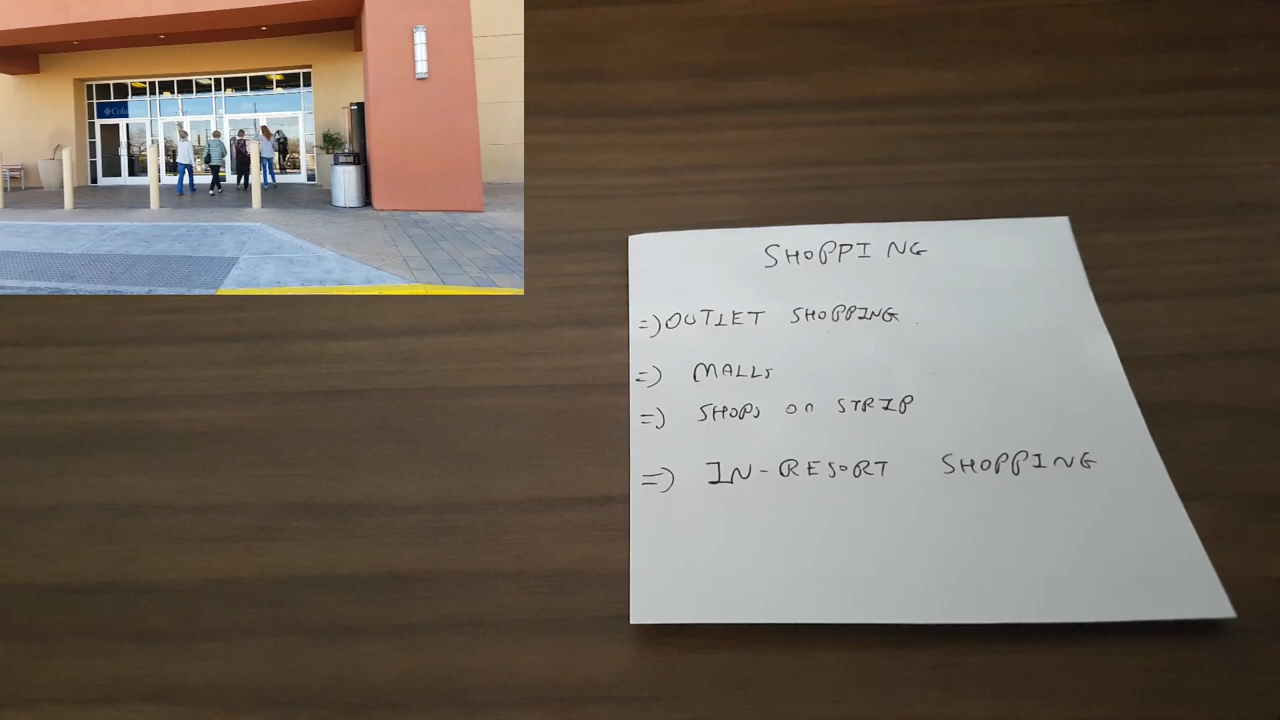 SHOPPING
=> OUTLET SHOPPING
=> MALLS
=> SHOPS on STRIP
=> IN-RESORT SHOPPING